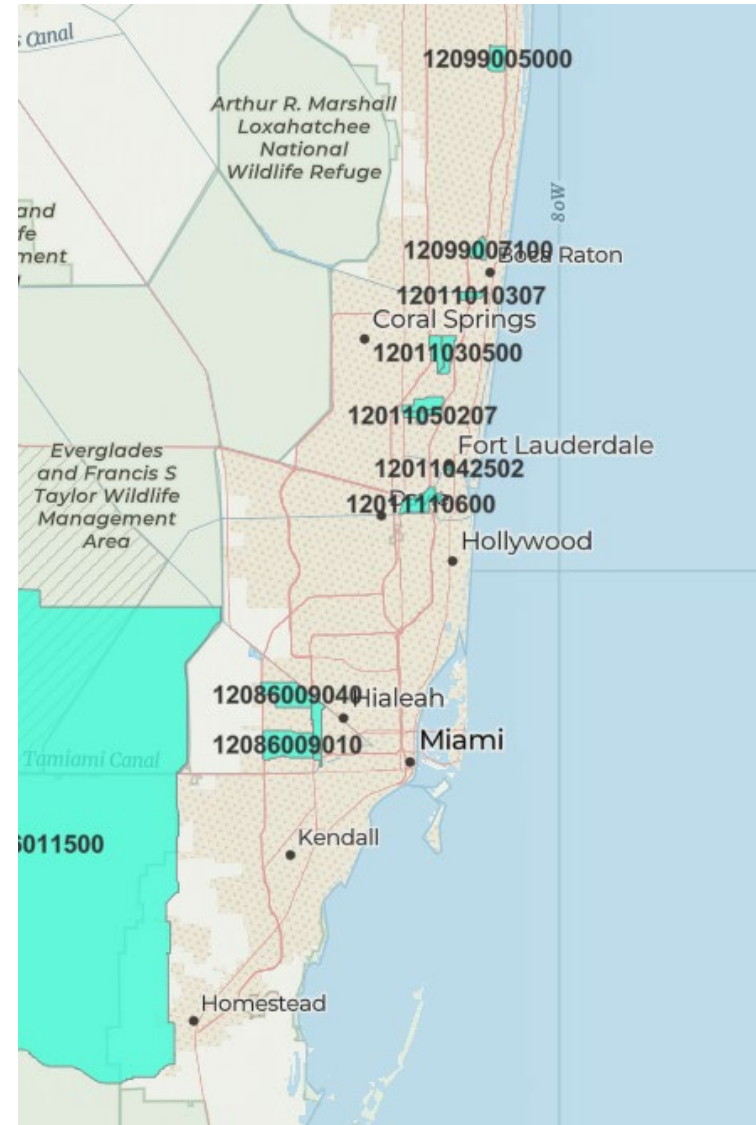 Canal
12099005000
Arthur R. Marshall
Loxahatchee
National
Wildlife Refuge
80W
and
fe
ment
12099007100
Boca Raton
12011010307
Coral Springs
12011030500
12011050207
Everglades
and Francis S
Taylor Wildlife
Management
Area
Fort Lauderdale
12011042502
12011110600
Hollywood
12086009040
Hialeah
12086009010
Miami
Tamiami Canal
6011500
Kendall
Homestead